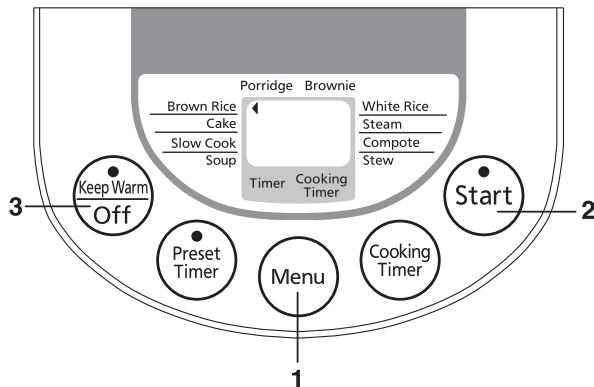 Porridge Brownie
Brown Rice
Cake
Slow Cook
Soup
White Rice
Steam
Compote
Stew
Timer
Cooking
Timer
Keep Warm
Off
3
Preset
Timer
Menu
1
Cooking
Timer
Start
2